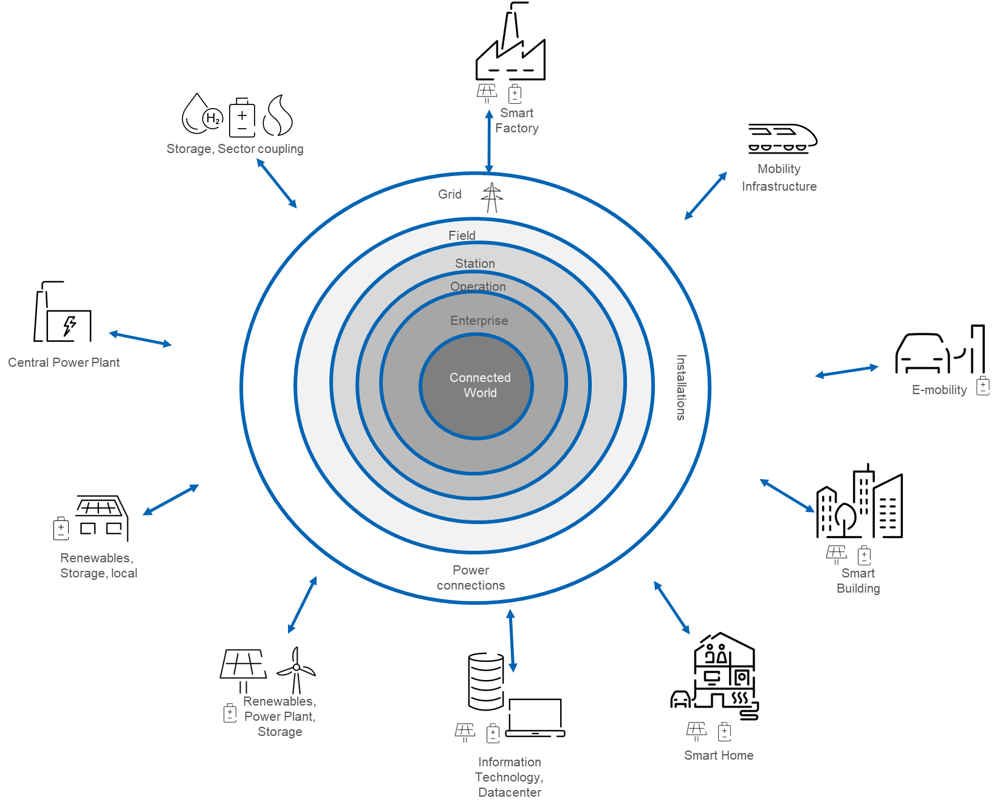 Smart
Factory
H2
Storage, Sector coupling
Mobility
Infrastructure
Grid
Field
Station
Operation
Enterprise
Connected
World
Installations
Power
connections
Central Power Plant
E-mobility
Renewables,
Storage, local
Smart
Building
Renewables,
Power Plant,
Storage
Information
Technology,
Datacenter
Smart Home